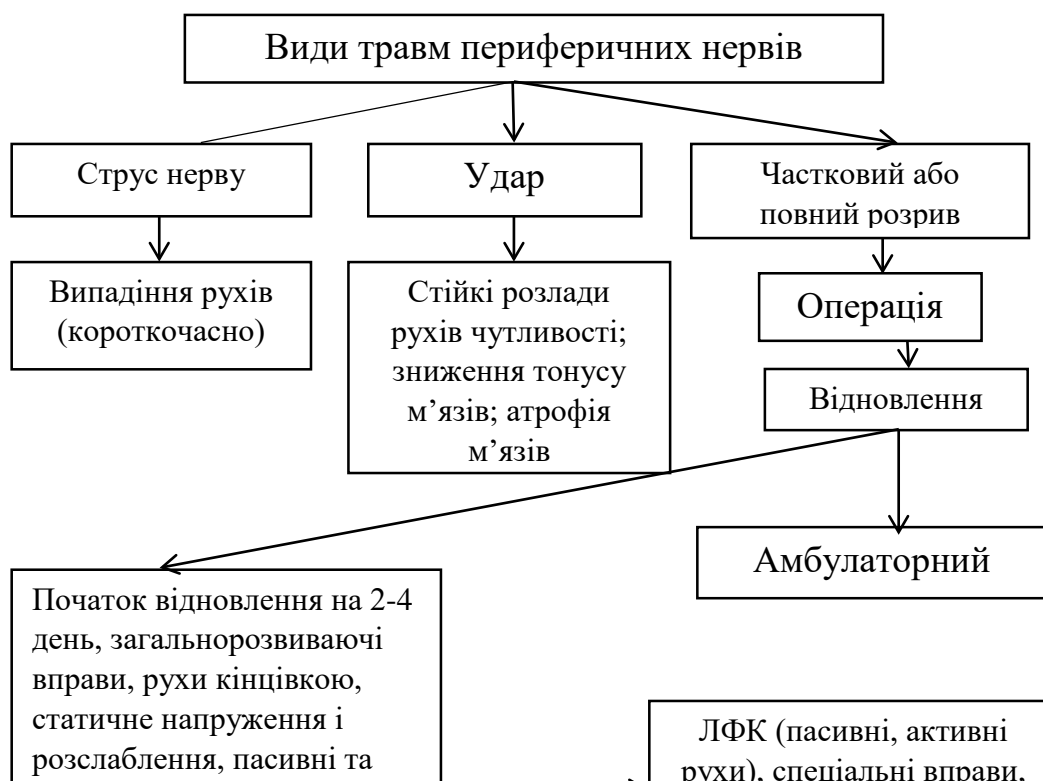 Види травм периферичних нервів
Струс нерву
Удар
Частковий або
повний розрив
Випадіння рухів
(короткочасно)
Стійкі розлади
рухів чутливості;
зниження тонусу
м’язів; атрофія
м’язів
Операція
Відновлення
Амбулаторний
Початок відновлення на 2-4
день, загальнорозвиваючі
вправи, рухи кінцівкою,
статичне напруження і
розслаблення, пасивні та
ЛФК (пасивні, активні
рухи), спеціальні вправи,